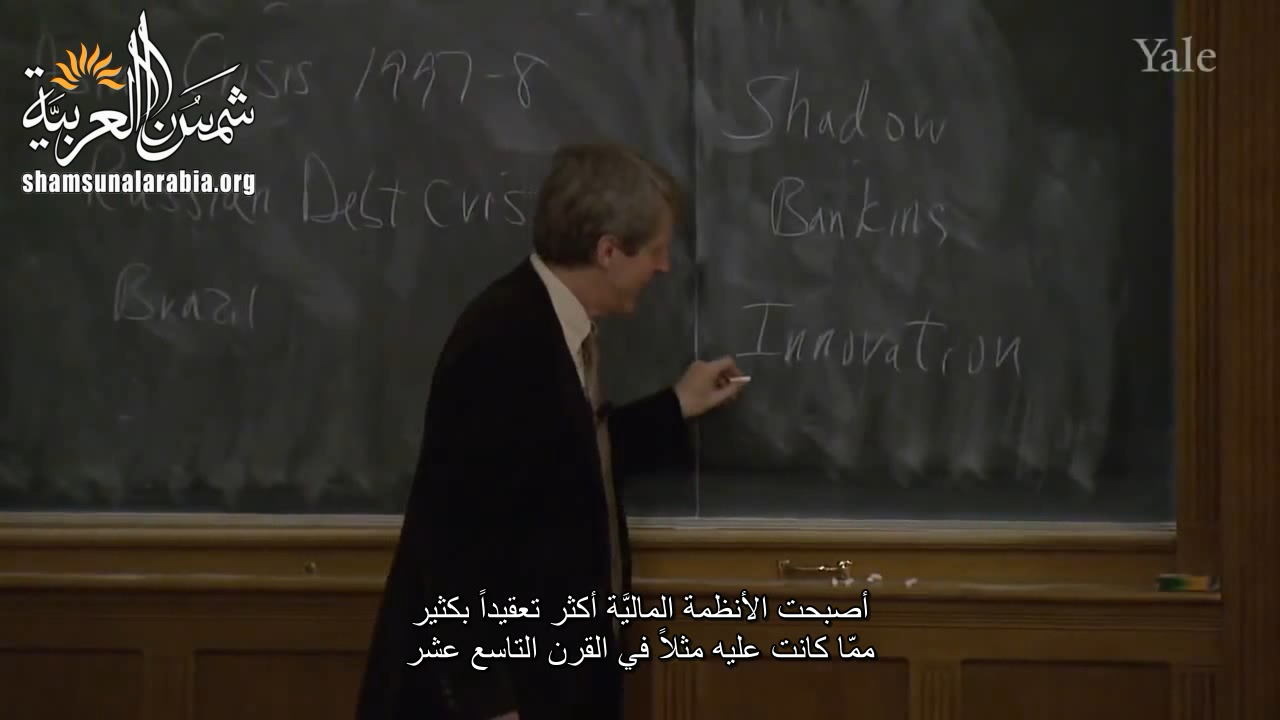 Crisis 1997-8
Russian Debt Cris
Brazil
Shadow
Banking
Innovation
Yale
شمس العربية
shamsunalarabia.org
أصبحت الأنظمة الماليَّة أكثر تعقيداً بكثير
ممّا كانت عليه مثلاً في القرن التاسع عشر